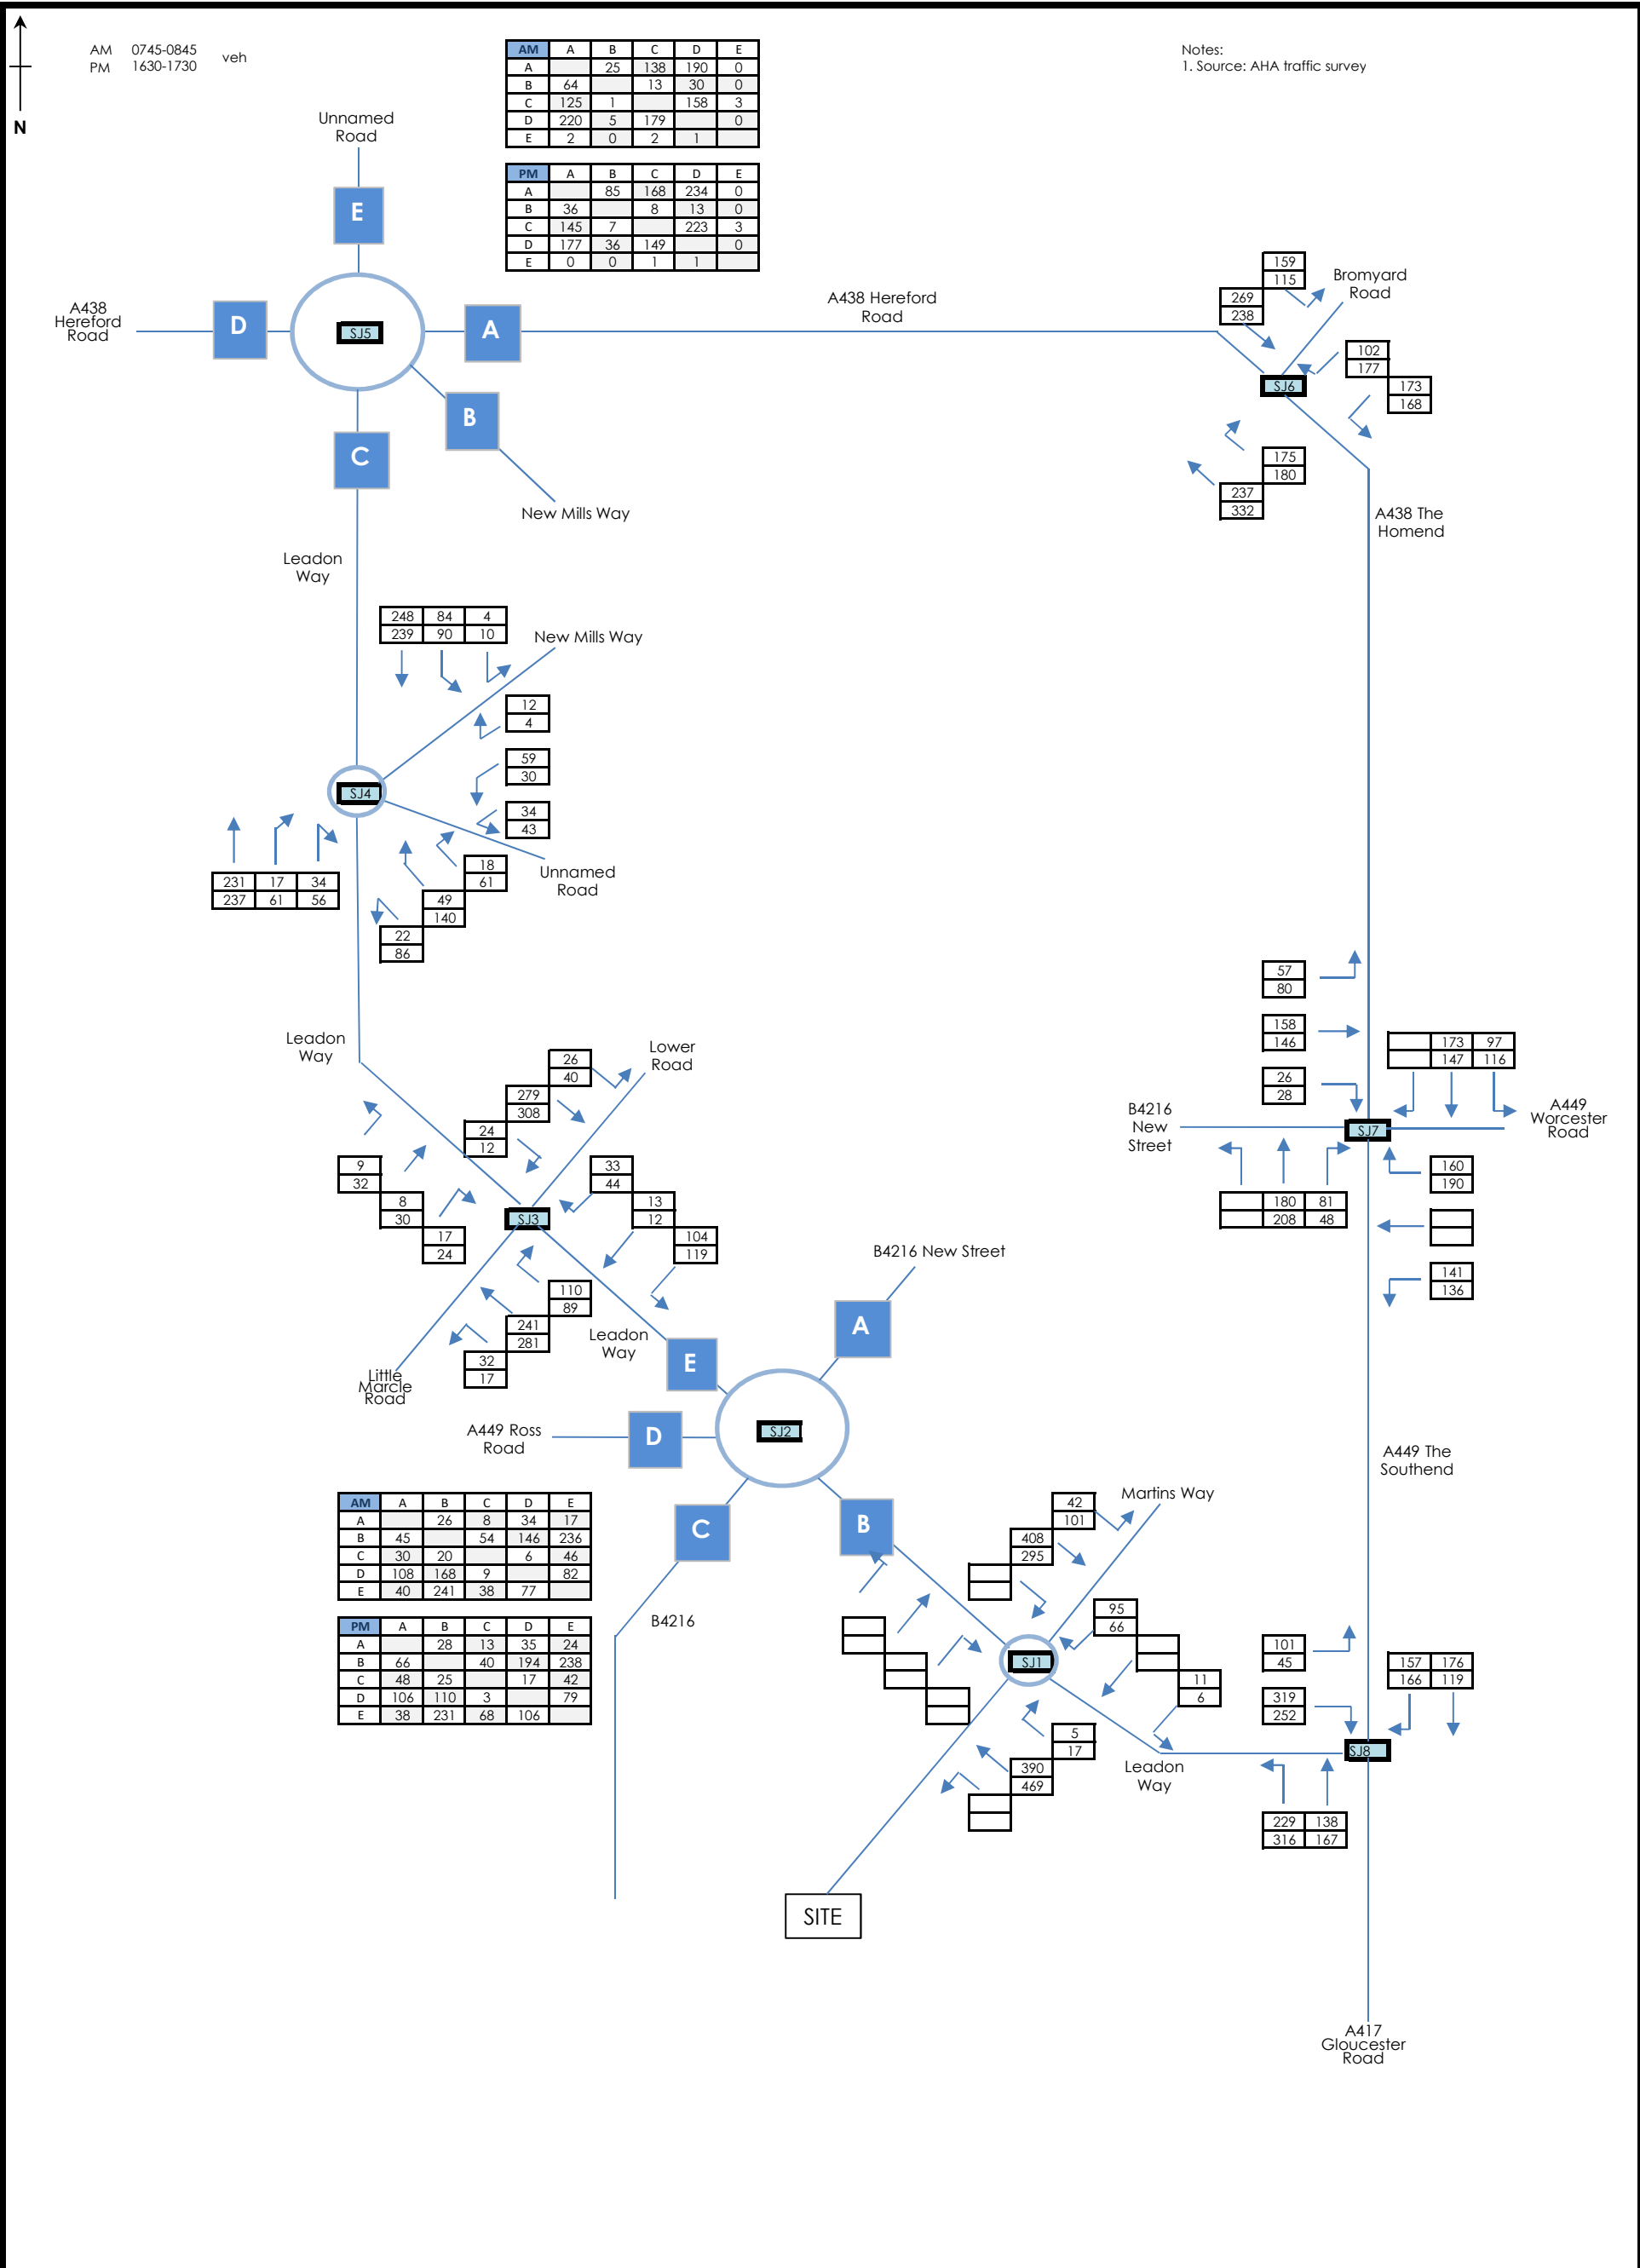 AM 0745-0845
PM 1630-1730
veh
N
AM A B C D E
A 25 138 190 0
B 64 13 30 0
C 125 1 158 3
D 220 5 179 0
E 2 0 2 1
PM A B C D E
A 85 168 234 0
B 36 8 13 0
C 145 7 223 3
D 177 36 149 0
E 0 0 1 1
Notes:
1. Source: AHA traffic survey
Unnamed
Road
E
A438
Hereford
Road
D
SJ5
A
B
C
New Mills Way
A438 Hereford
Road
159
115
269
238
Bromyard
Road
102
177
173
168
SJ6
175
180
237
332
A438 The
Homend
Leadon
Way
248 84 4
239 90 10
New Mills Way
12
4
59
30
34
43
SJ4
Unnamed
Road
231 17 34
237 61 56
18
61
49
140
22
86
57
80
158
146
26
28
173 97
147 116
B4216
New
Street
SJ7
A449
Worcester
Road
180 81
208 48
160
190
141
136
Leadon
Way
26
40
279
308
24
12
Lower
Road
9
32
8
30
17
24
33
44
13
12
104
119
SJ3
110
89
241
281
32
17
Little
Marcle
Road
Leadon
Way
B4216 New Street
A
E
A449 Ross
Road
D
SJ2
C
B
A449 The
Southend
AM A B C D E
A 26 8 34 17
B 45 54 146 236
C 30 20 6 46
D 108 168 9 82
E 40 241 38 77
PM A B C D E
A 28 13 35 24
B 66 40 194 238
C 48 25 17 42
D 106 110 3 79
E 38 231 68 106
B4216
42
101
408
295
Martins Way
95
66
11
6
SJ1
5
17
390
469
Leadon
Way
101
45
319
252
157 176
166 119
SJ8
229 138
316 167
SITE
A417
Gloucester
Road